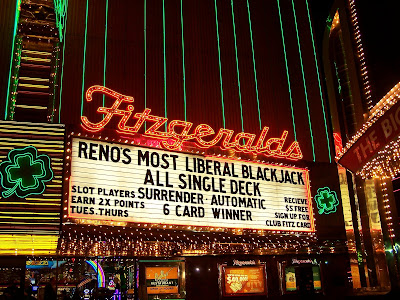 Fitzgeralds
RENOS MOST LIBERAL BLACKJACK
ALL SINGLE DECK
SLOT PLAYERS
EARN 2X POINTS
TUES.THURS
SURRENDER · AUTOMATIC
6 CARD WINNER
RECIEVE
$5 FREE
SIGN UP FOR
CLUB FITZ CARD
THE BIG